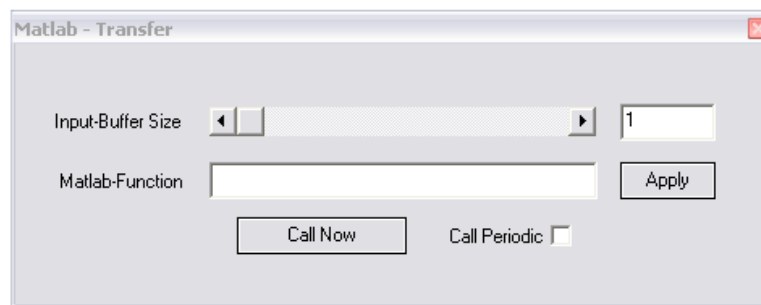 Matlab - Transfer
Input-Buffer Size 1
Matlab-Function Apply
Call Now Call Periodic